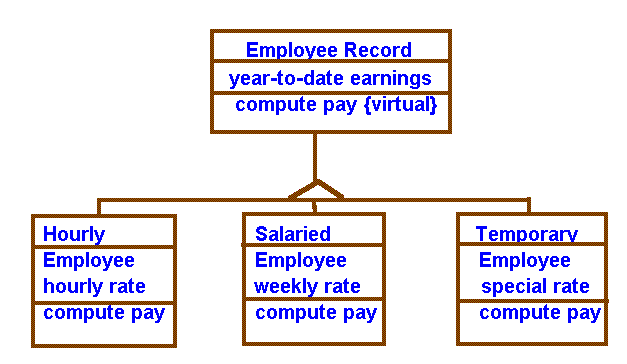 Employee Record
year-to-date earnings
compute pay {virtual}
Hourly
Employee
hourly rate
compute pay
Salaried
Employee
weekly rate
compute pay
Temporary
Employee
special rate
compute pay